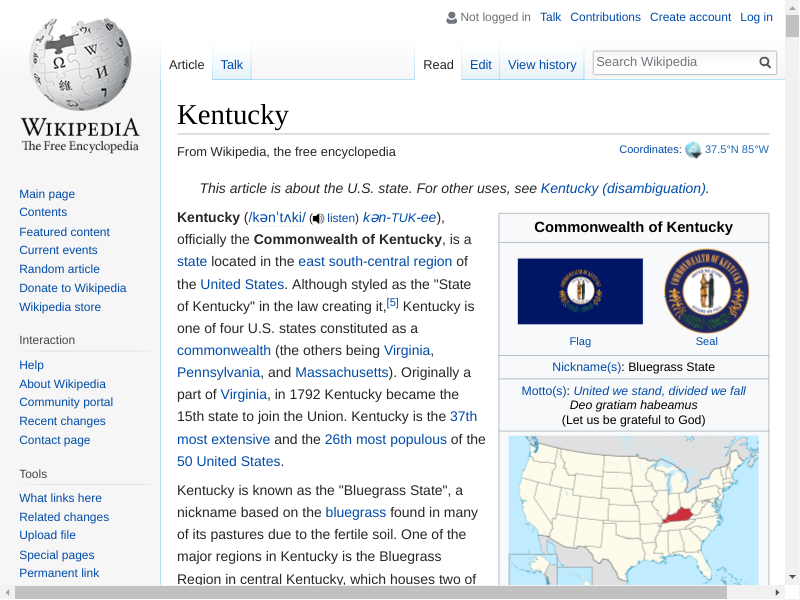 Not logged in Talk Contributions Create account Log in
Article Talk Read Edit View history Search Wikipedia
WIKIPEDIA
The Free Encyclopedia
Main page
Contents
Featured content
Current events
Random article
Donate to Wikipedia
Wikipedia store
Interaction
Help
About Wikipedia
Community portal
Recent changes
Contact page
Tools
What links here
Related changes
Upload file
Special pages
Permanent link
Kentucky
From Wikipedia, the free encyclopedia
Coordinates: 37.5°N 85°W
This article is about the U.S. state. For other uses, see Kentucky (disambiguation).
Kentucky (/kənˈtʌki/ (listen) kən-TUK-ee),
officially the Commonwealth of Kentucky, is a
state located in the east south-central region of
the United States. Although styled as the "State
of Kentucky" in the law creating it,[5] Kentucky is
one of four U.S. states constituted as a
commonwealth (the others being Virginia,
Pennsylvania, and Massachusetts). Originally a
part of Virginia, in 1792 Kentucky became the
15th state to join the Union. Kentucky is the 37th
most extensive and the 26th most populous of the
50 United States.
Kentucky is known as the "Bluegrass State", a
nickname based on the bluegrass found in many
of its pastures due to the fertile soil. One of the
major regions in Kentucky is the Bluegrass
Region in central Kentucky, which houses two of
Commonwealth of Kentucky
Flag Seal
Nickname(s): Bluegrass State
Motto(s): United we stand, divided we fall
Deo gratiam habeamus
(Let us be grateful to God)